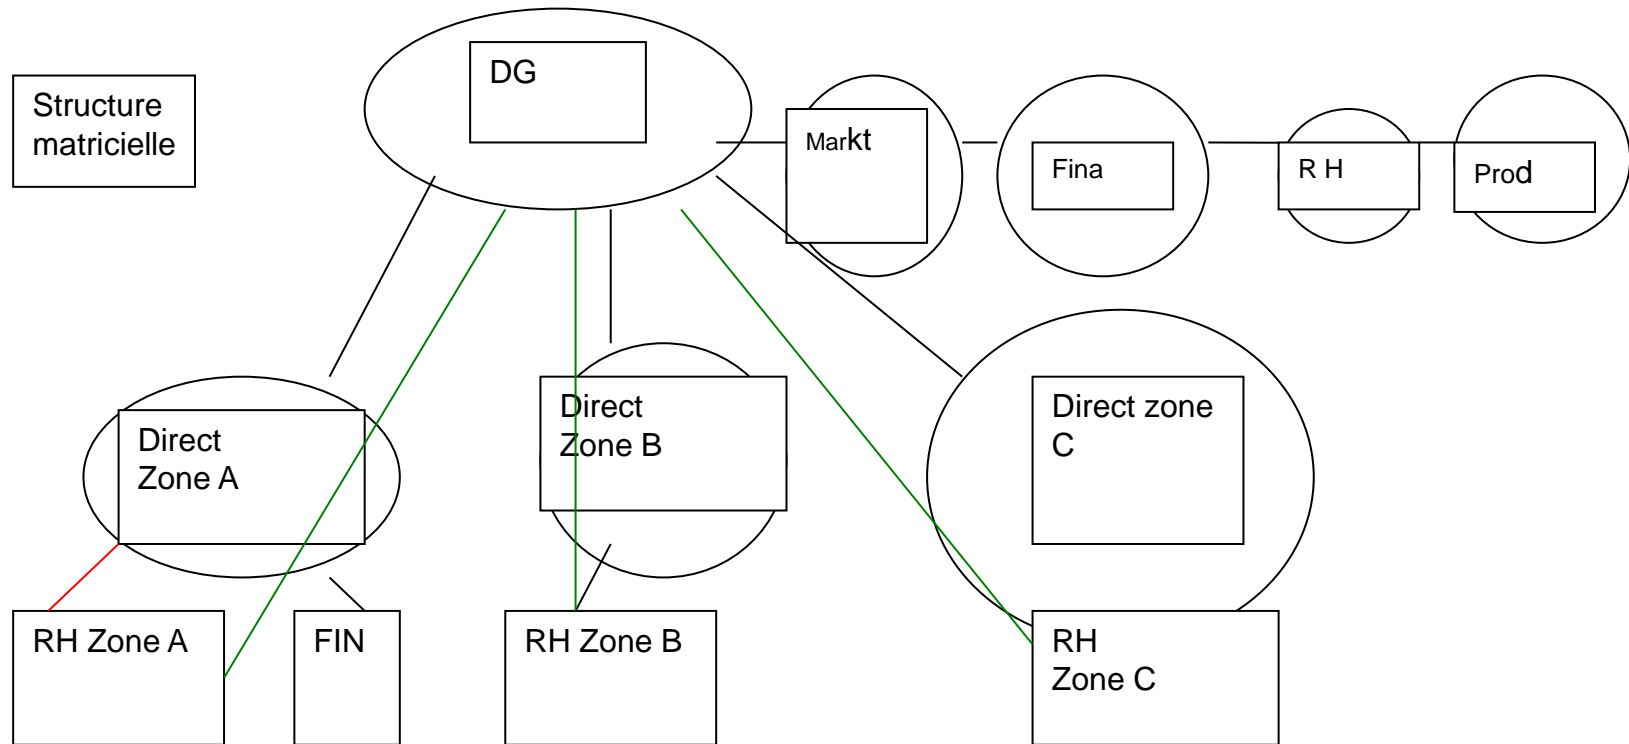 DG
Structure
matricielle
Markt
Fina
R H
Prod
Direct
Zone A
Direct
Zone B
Direct zone
C
RH Zone A
FIN
RH Zone B
RH
Zone C